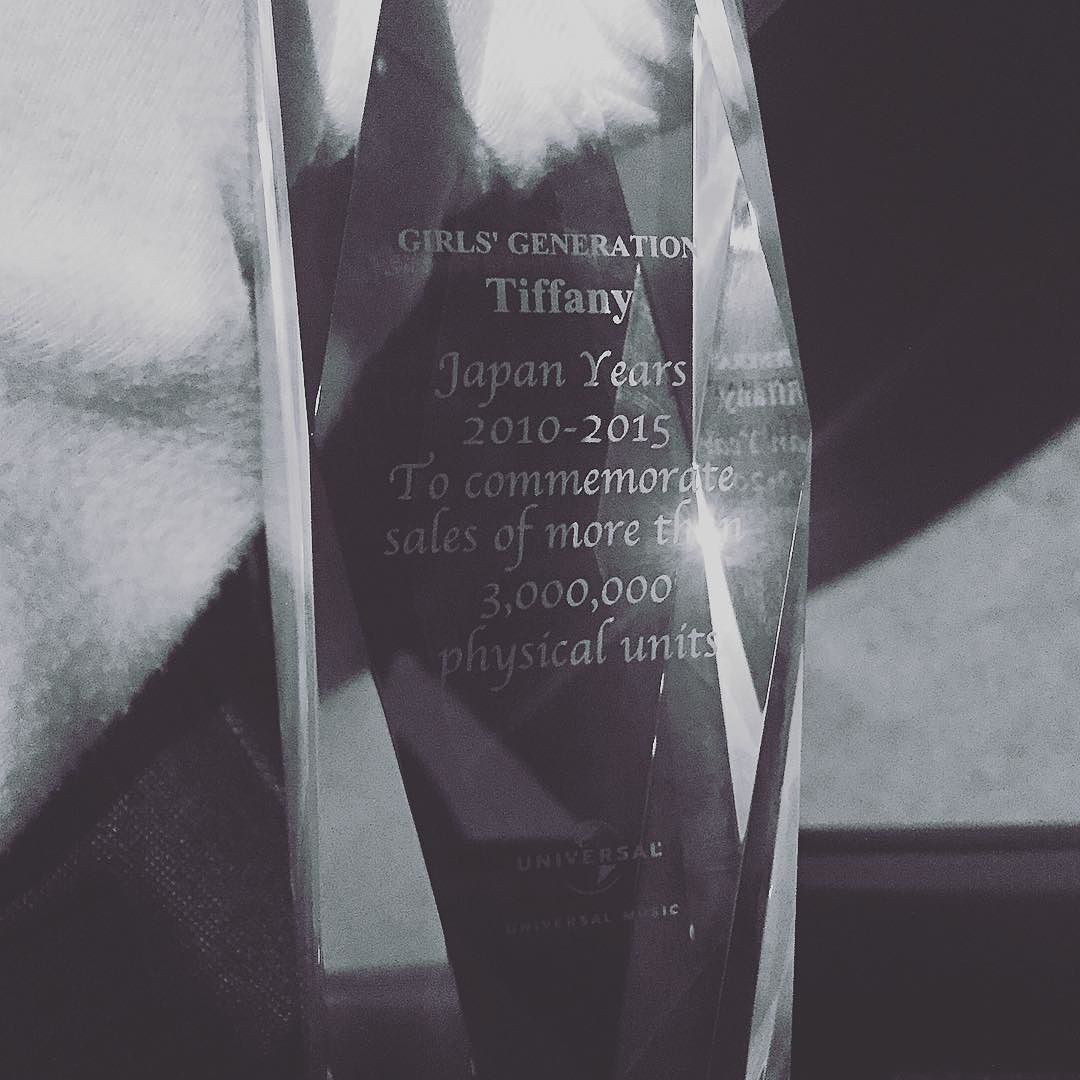 GIRLS' GENERATION
Tiffany
Japan Years
2010-2015
To commemorate
sales of more than
3,000,000
physical units
UNIVERSAL
UNIVERSAL MUSIC